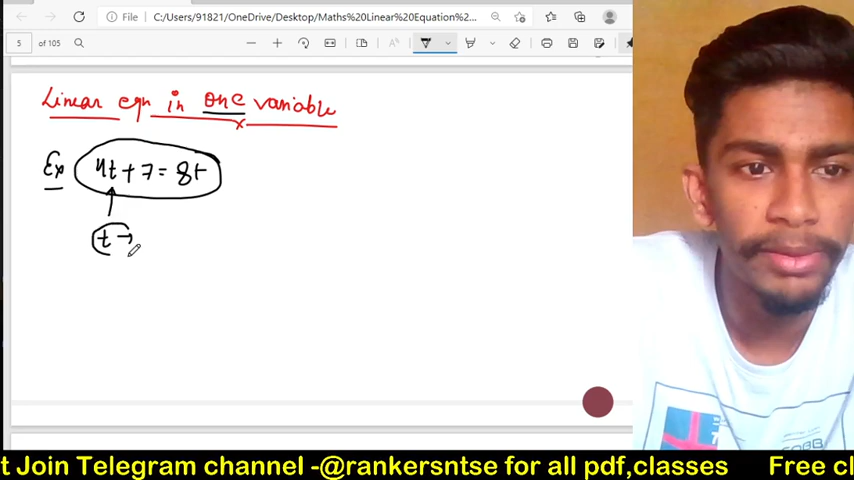 File | C:/Users/91821/OneDrive/Desktop/Maths%20Linear%20Equation%2...
5 of 105
Linear eqn in one variable
Ex 4t + 7 = 8t
t →
t Join Telegram channel -@rankersntse for all pdf,classes Free cl